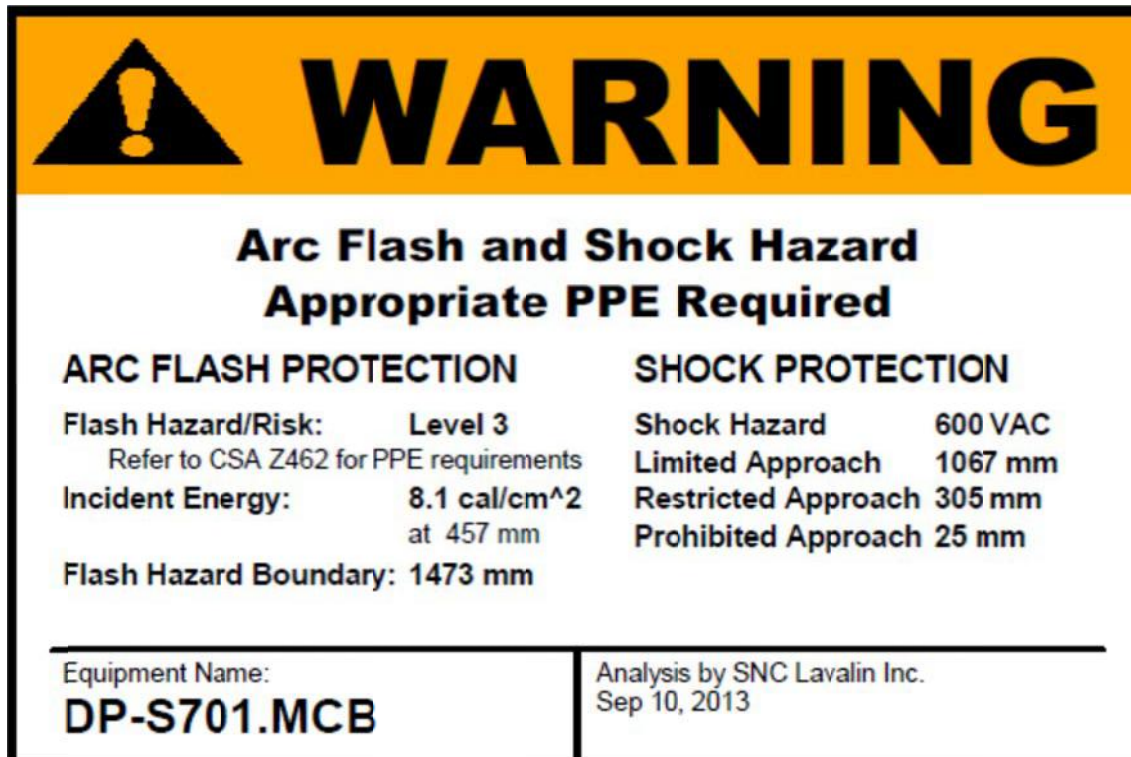 WARNING
Arc Flash and Shock Hazard
Appropriate PPE Required
ARC FLASH PROTECTION
Flash Hazard/Risk: Level 3
Refer to CSA Z462 for PPE requirements
Incident Energy: 8.1 cal/cm^2
at 457 mm
Flash Hazard Boundary: 1473 mm
SHOCK PROTECTION
Shock Hazard 600 VAC
Limited Approach 1067 mm
Restricted Approach 305 mm
Prohibited Approach 25 mm
Equipment Name:
DP-S701.MCB
Analysis by SNC Lavalin Inc.
Sep 10, 2013